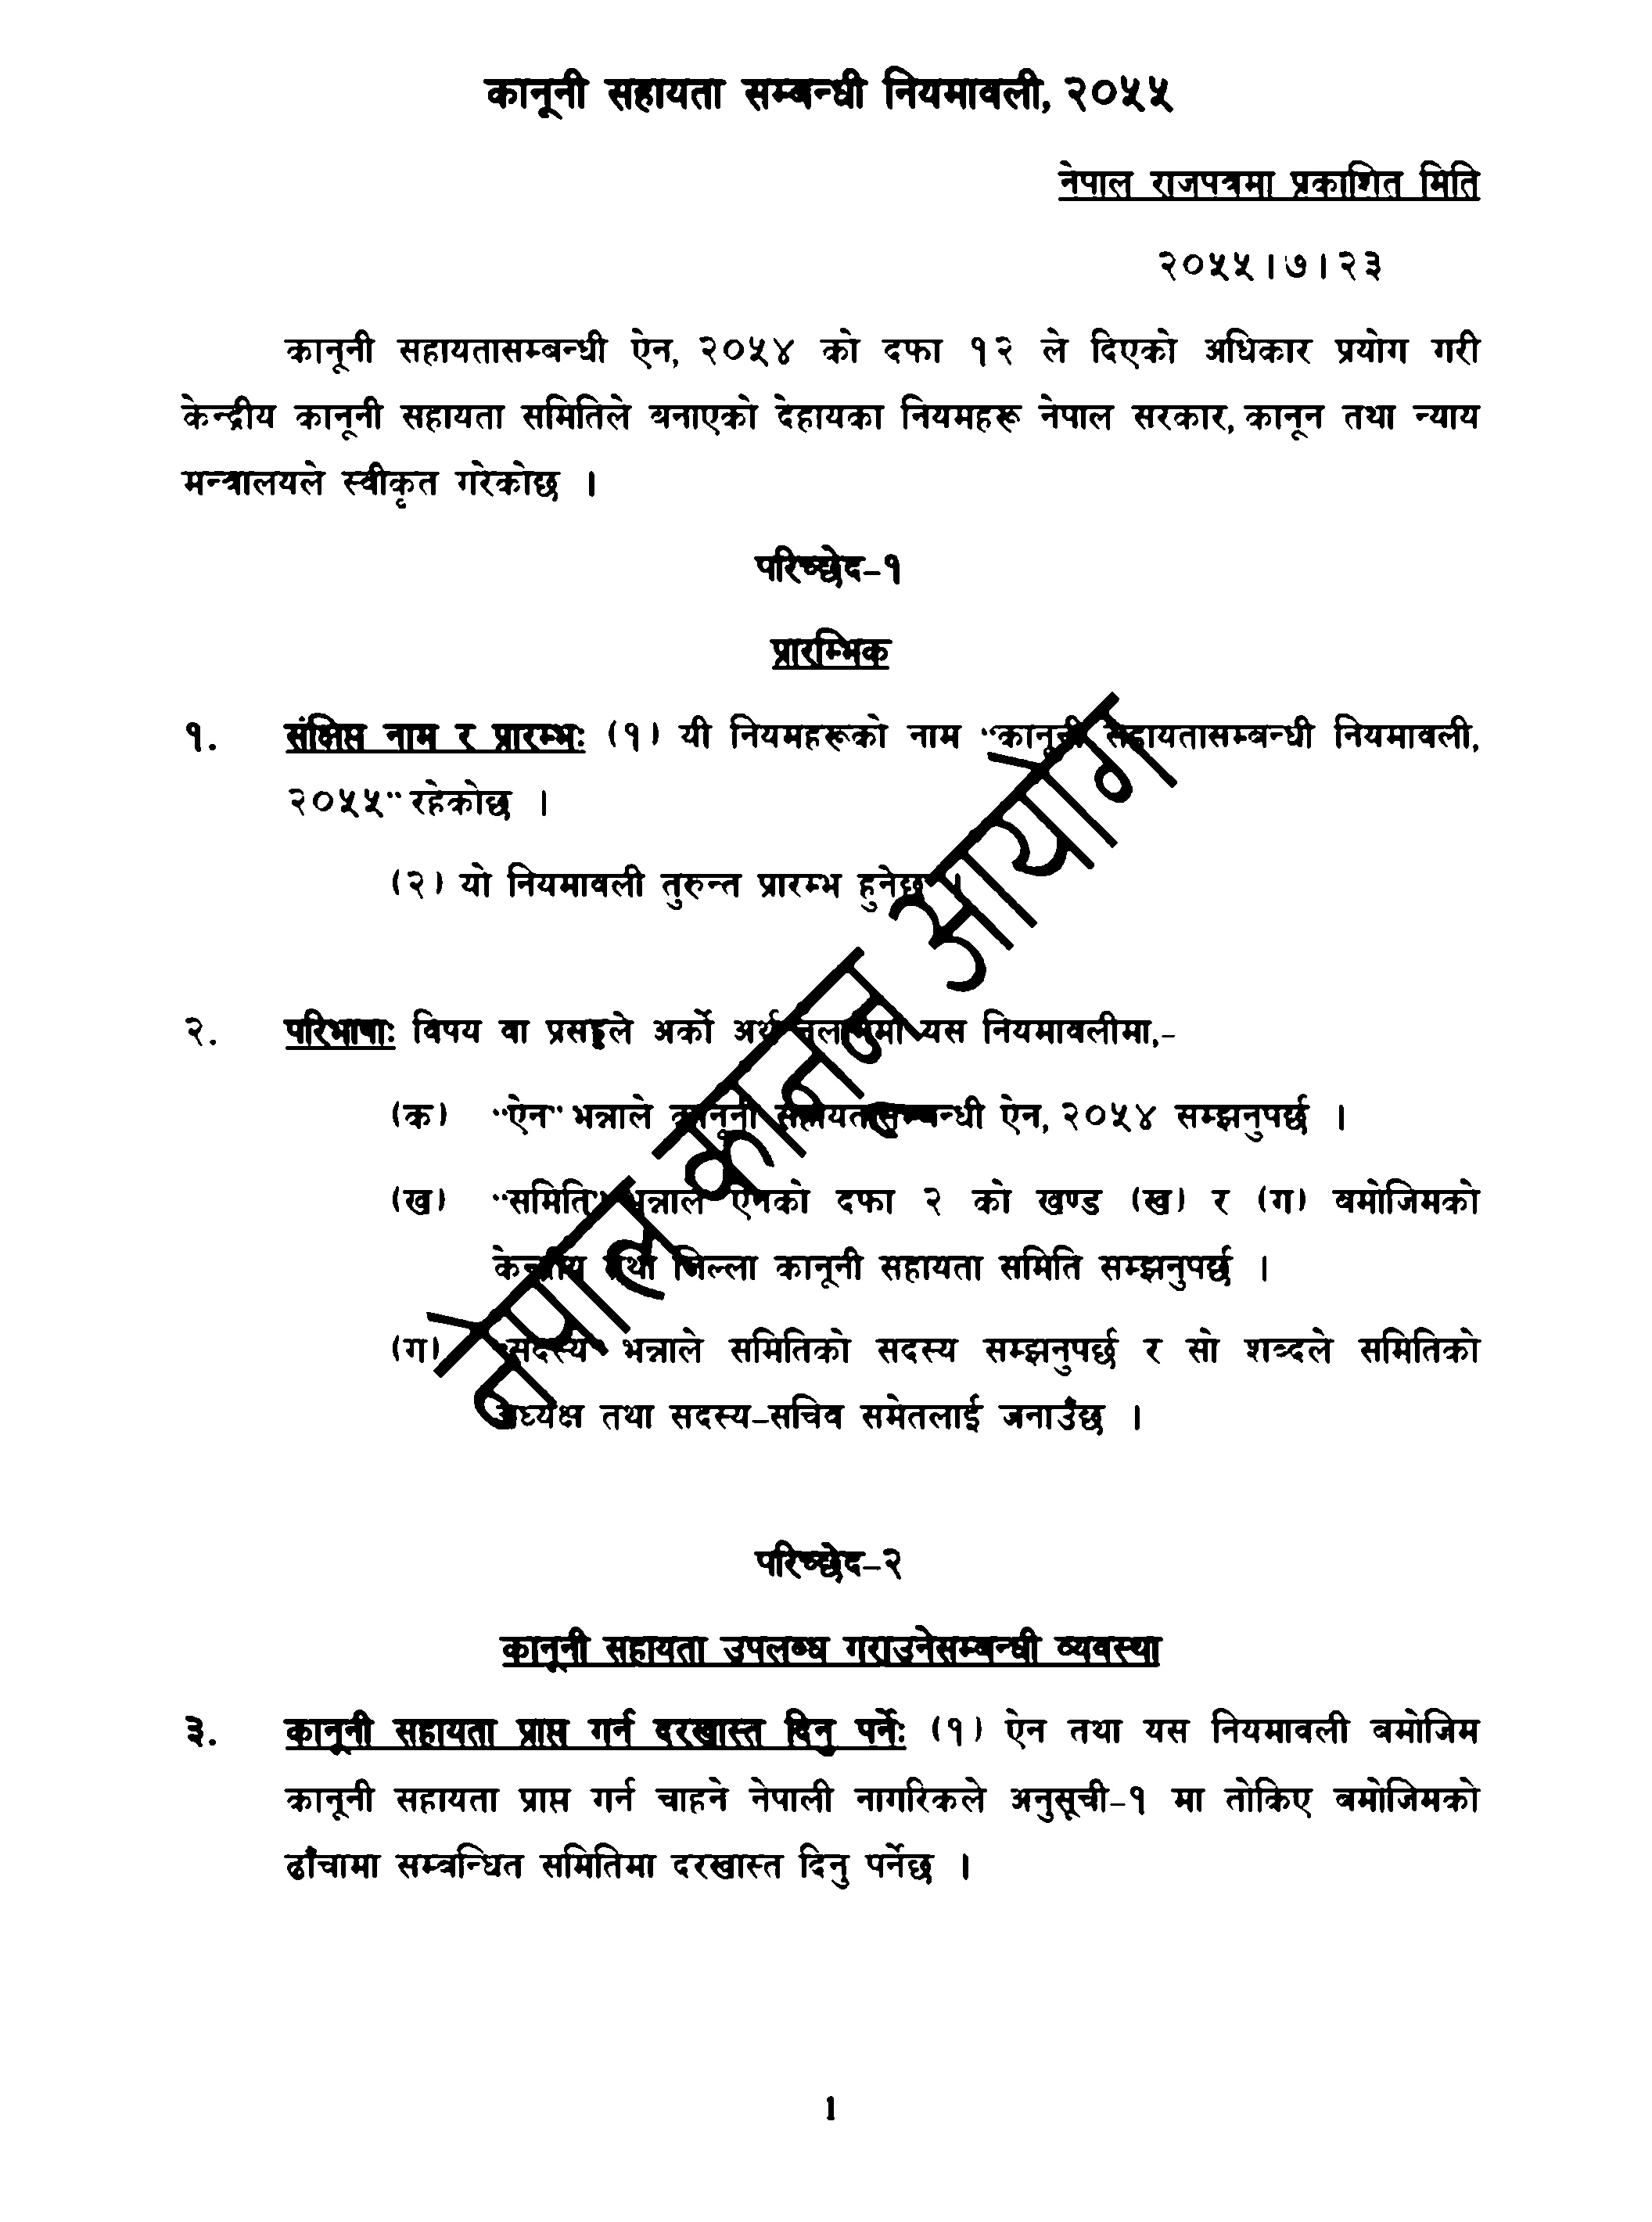 कानूनी सहायता सम्बन्धी नियमावली, २०५५
नेपाल राजपत्रमा प्रकाशित मिति
२०५५।७।२३
कानूनी सहायतासम्बन्धी ऐन, २०५४ को दफा १२ ले दिएको अधिकार प्रयोग गरी
केन्द्रीय कानूनी सहायता समितिले बनाएको देहायका नियमहरू नेपाल सरकार, कानून तथा न्याय
मन्त्रालयले स्वीकृत गरेकोछ ।
परिच्छेद–१
प्रारम्भिक
१. संक्षिप्त नाम र प्रारम्भः (१) यी नियमहरूको नाम "कानूनी सहायतासम्बन्धी नियमावली,
२०५५" रहेकोछ ।
(२) यो नियमावली तुरुन्त प्रारम्भ हुनेछ ।
२. परिभाषाः विषय वा प्रसङ्गले अर्को अर्थ नलागेमा यस नियमावलीमा,–
(क) "ऐन" भन्नाले कानूनी सहायतासम्बन्धी ऐन, २०५४ सम्झनुपर्छ ।
(ख) "समिति" भन्नाले ऐनको दफा २ को खण्ड (ख) र (ग) बमोजिमको
केन्द्रीय तथा जिल्ला कानूनी सहायता समिति सम्झनुपर्छ ।
(ग) "सदस्य" भन्नाले समितिको सदस्य सम्झनुपर्छ र सो शब्दले समितिको
अध्यक्ष तथा सदस्य–सचिव समेतलाई जनाउँछ ।
परिच्छेद–२
कानूनी सहायता उपलब्ध गराउनेसम्बन्धी व्यवस्था
३. कानूनी सहायता प्राप्त गर्न दरखास्त दिनु पर्नेः (१) ऐन तथा यस नियमावली बमोजिम
कानूनी सहायता प्राप्त गर्न चाहने नेपाली नागरिकले अनुसूची–१ मा तोकिए बमोजिमको
ढाँचामा सम्बन्धित समितिमा दरखास्त दिनु पर्नेछ ।
नेपाल कानून आयोग
1